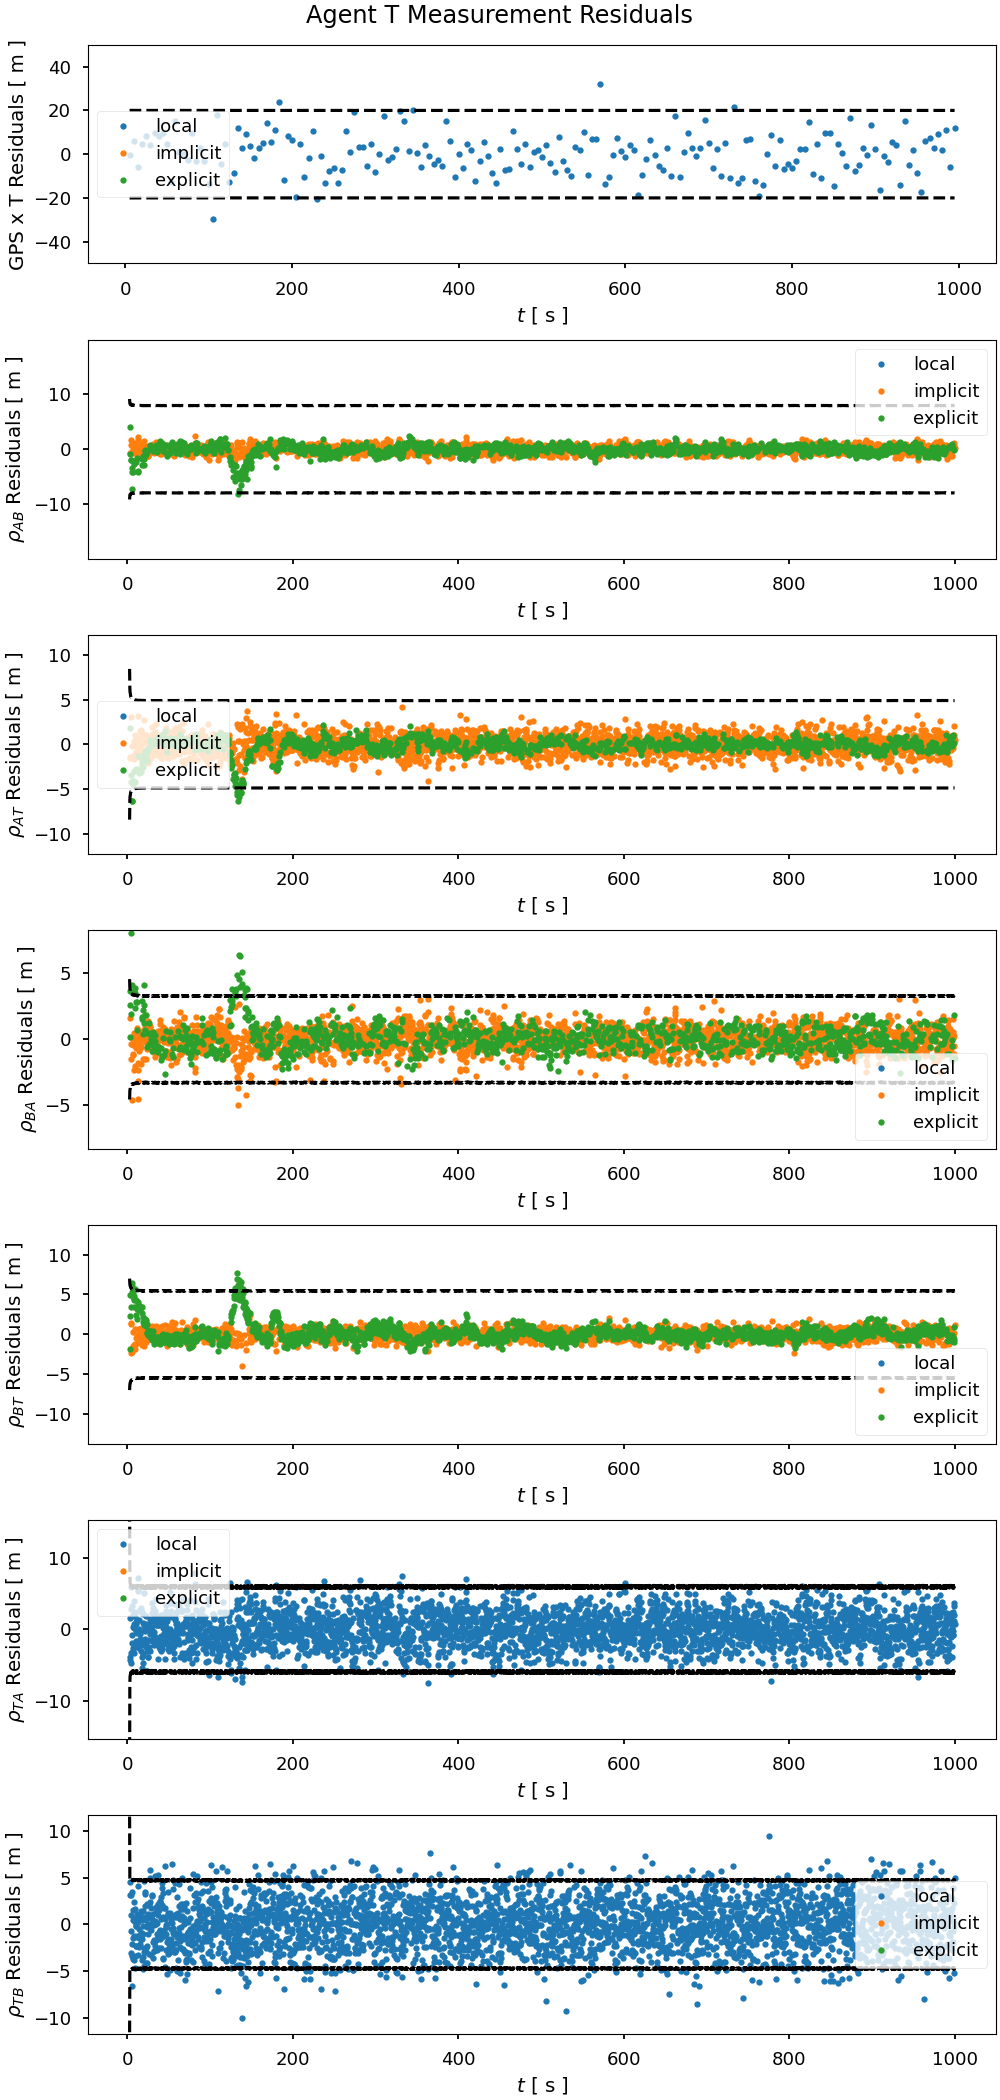 Agent T Measurement Residuals
GPS x T Residuals [ m ]
40
20
0
−20
−40
local
implicit
explicit
0 200 400 600 800 1000
t [ s ]
ρAB Residuals [ m ]
10
0
−10
local
implicit
explicit
0 200 400 600 800 1000
t [ s ]
ρAT Residuals [ m ]
10
5
0
−5
−10
local
implicit
explicit
0 200 400 600 800 1000
t [ s ]
ρBA Residuals [ m ]
5
0
−5
local
implicit
explicit
0 200 400 600 800 1000
t [ s ]
ρBT Residuals [ m ]
10
5
0
−5
−10
local
implicit
explicit
0 200 400 600 800 1000
t [ s ]
ρTA Residuals [ m ]
10
0
−10
local
implicit
explicit
0 200 400 600 800 1000
t [ s ]
ρTB Residuals [ m ]
10
5
0
−5
−10
local
implicit
explicit
0 200 400 600 800 1000
t [ s ]